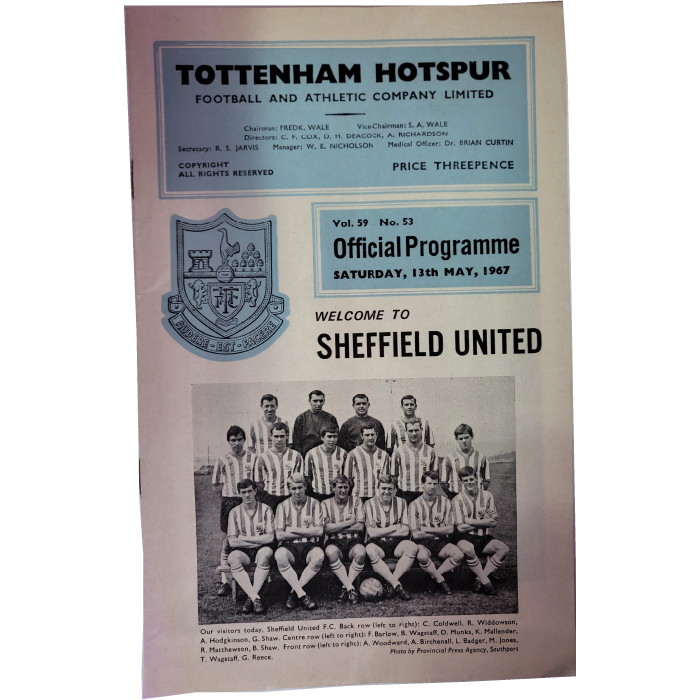 TOTTENHAM HOTSPUR
FOOTBALL AND ATHLETIC COMPANY LIMITED
Chairman: FREDK. WALE Vice-Chairman: S. A. WALE
Directors: C. F. COX, D. H. DEACOCK, A. RICHARDSON
Secretary: R. S. JARVIS Manager: W. E. NICHOLSON Medical Officer: Dr. BRIAN CURTIN
COPYRIGHT
ALL RIGHTS RESERVED
PRICE THREEPENCE
Vol. 59 No. 53
Official Programme
SATURDAY, 13th MAY, 1967
AUDERE-EST-FACERE
WELCOME TO
SHEFFIELD UNITED
Our visitors today, Sheffield United F.C. Back row (left to right): C. Coldwell, R. Widdowson,
A. Hodgkinson, G. Shaw. Centre row (left to right): F. Barlow, B. Wagstaff, D. Munks, K. Mallender,
R. Matthewson, B. Shaw. Front row (left to right): A. Woodward, A. Birchenall, L. Badger, M. Jones,
T. Wagstaff, G. Reece.
Photo by Provincial Press Agency, Southport